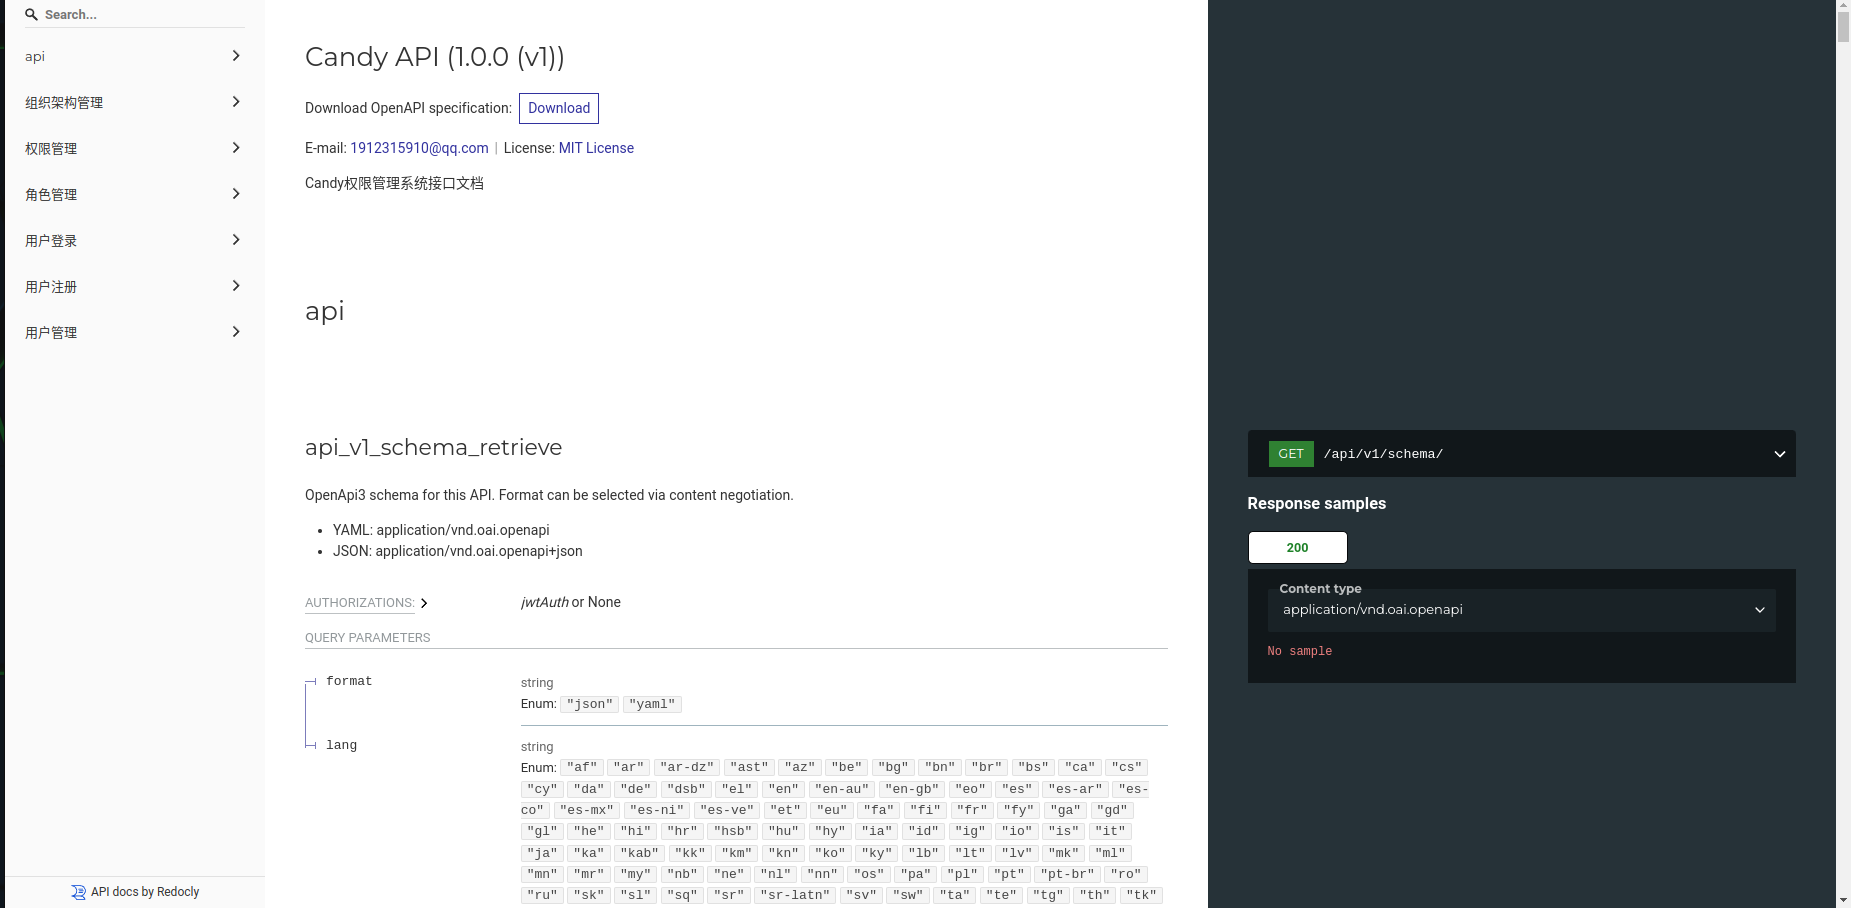 Search...
api
组织架构管理
权限管理
角色管理
用户登录
用户注册
用户管理
API docs by Redocly
Candy API (1.0.0 (v1))
Download OpenAPI specification: Download
E-mail: 1912315910@qq.com | License: MIT License
Candy权限管理系统接口文档
api
api_v1_schema_retrieve
OpenApi3 schema for this API. Format can be selected via content negotiation.
• YAML: application/vnd.oai.openapi
• JSON: application/vnd.oai.openapi+json
AUTHORIZATIONS: jwtAuth or None
QUERY PARAMETERS
format string
Enum: "json" "yaml"
lang string
Enum: "af" "ar" "ar-dz" "ast" "az" "be" "bg" "bn" "br" "bs" "ca" "cs"
"cy" "da" "de" "dsb" "el" "en" "en-au" "en-gb" "eo" "es" "es-ar" "es-
co" "es-mx" "es-ni" "es-ve" "et" "eu" "fa" "fi" "fr" "fy" "ga" "gd"
"gl" "he" "hi" "hr" "hsb" "hu" "hy" "ia" "id" "ig" "io" "is" "it"
"ja" "ka" "kab" "kk" "km" "kn" "ko" "ky" "lb" "lt" "lv" "mk" "ml"
"mn" "mr" "my" "nb" "ne" "nl" "nn" "os" "pa" "pl" "pt" "pt-br" "ro"
"ru" "sk" "sl" "sq" "sr" "sr-latn" "sv" "sw" "ta" "te" "tg" "th" "tk"
GET /api/v1/schema/
Response samples
200
Content type
application/vnd.oai.openapi
No sample